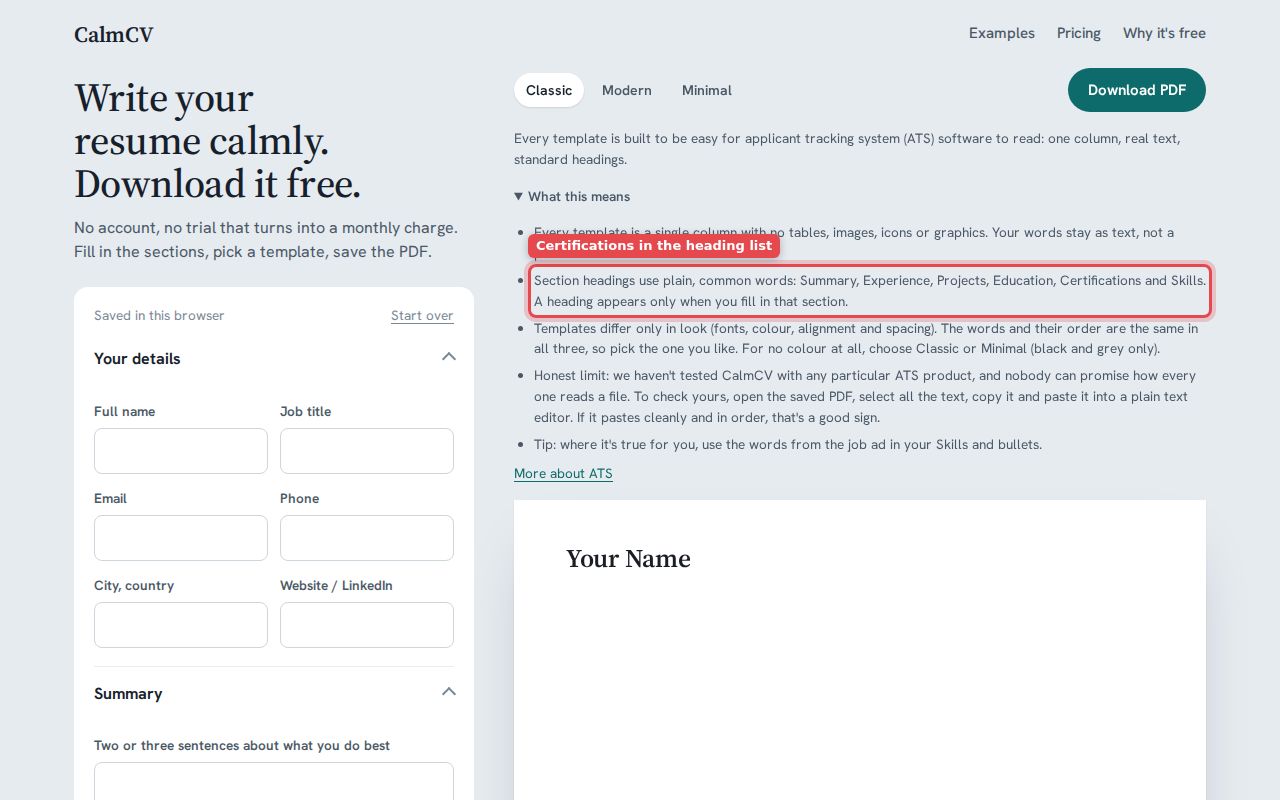 CalmCV
Examples
Pricing
Why it's free
Write your
resume calmly.
Download it free.
No account, no trial that turns into a monthly charge.
Fill in the sections, pick a template, save the PDF.
Saved in this browser
Start over
Your details
Full name
Job title
Email
Phone
City, country
Website / LinkedIn
Summary
Two or three sentences about what you do best
Classic
Modern
Minimal
Download PDF
Every template is built to be easy for applicant tracking system (ATS) software to read: one column, real text,
standard headings.
▼ What this means
• Every template is a single column with no tables, images, icons or graphics. Your words stay as text, not a
Certifications in the heading list
• Section headings use plain, common words: Summary, Experience, Projects, Education, Certifications and Skills.
A heading appears only when you fill in that section.
• Templates differ only in look (fonts, colour, alignment and spacing). The words and their order are the same in
all three, so pick the one you like. For no colour at all, choose Classic or Minimal (black and grey only).
• Honest limit: we haven't tested CalmCV with any particular ATS product, and nobody can promise how every
one reads a file. To check yours, open the saved PDF, select all the text, copy it and paste it into a plain text
editor. If it pastes cleanly and in order, that's a good sign.
• Tip: where it's true for you, use the words from the job ad in your Skills and bullets.
More about ATS
Your Name